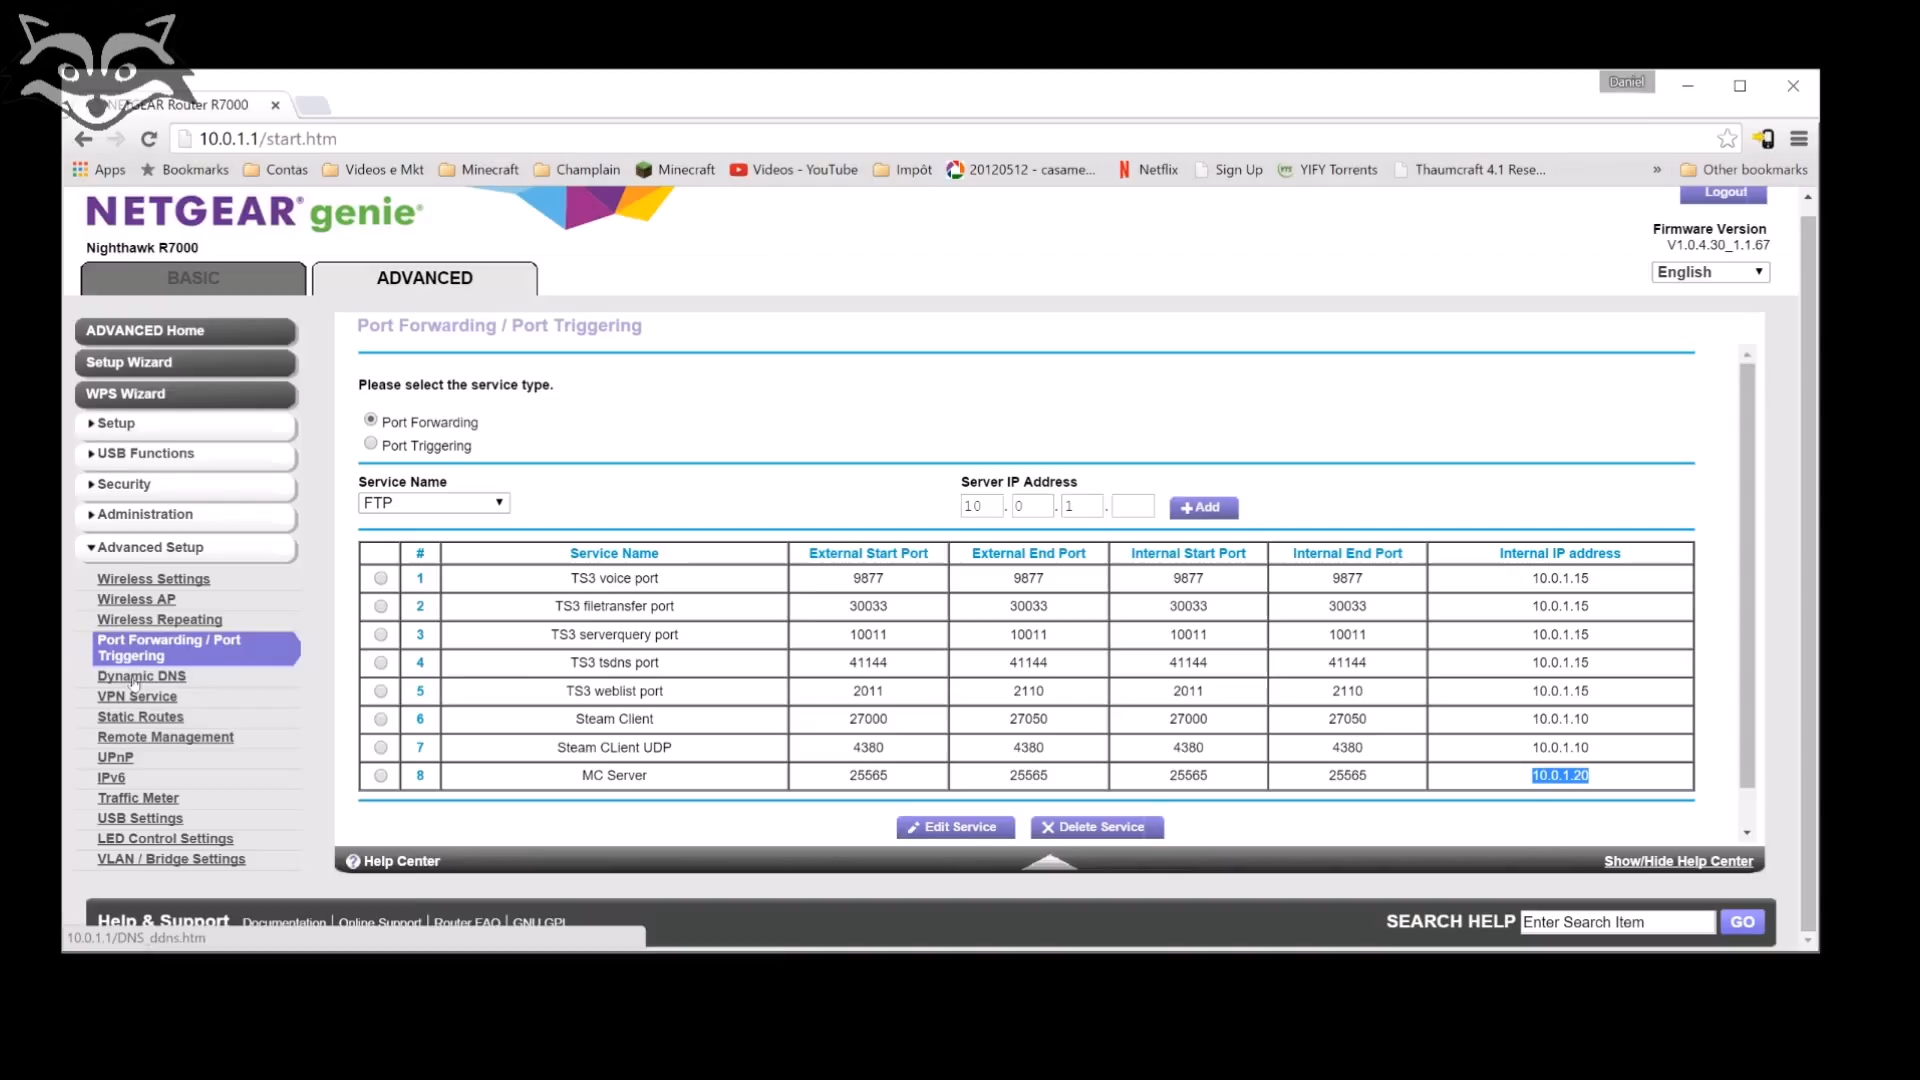 Daniel
NETGEAR Router R7000
10.0.1.1/start.htm
Apps Bookmarks Contas Videos e Mkt Minecraft Champlain Minecraft Videos - YouTube Impôt 20120512 - casame... Netflix Sign Up YIFY Torrents Thaumcraft 4.1 Rese... » Other bookmarks
NETGEAR® genie®
Logout
Nighthawk R7000
Firmware Version
V1.0.4.30_1.1.67
English
BASIC
ADVANCED
ADVANCED Home
Setup Wizard
WPS Wizard
Setup
USB Functions
Security
Administration
Advanced Setup
Wireless Settings
Wireless AP
Wireless Repeating
Port Forwarding / Port
Triggering
Dynamic DNS
VPN Service
Static Routes
Remote Management
UPnP
IPv6
Traffic Meter
USB Settings
LED Control Settings
VLAN / Bridge Settings
Port Forwarding / Port Triggering
Please select the service type.
Port Forwarding
Port Triggering
Service Name
FTP
Server IP Address
10 . 0 . 1 .
Add
# Service Name External Start Port External End Port Internal Start Port Internal End Port Internal IP address
1 TS3 voice port 9877 9877 9877 9877 10.0.1.15
2 TS3 filetransfer port 30033 30033 30033 30033 10.0.1.15
3 TS3 serverquery port 10011 10011 10011 10011 10.0.1.15
4 TS3 tsdns port 41144 41144 41144 41144 10.0.1.15
5 TS3 weblist port 2011 2110 2011 2110 10.0.1.15
6 Steam Client 27000 27050 27000 27050 10.0.1.10
7 Steam CLient UDP 4380 4380 4380 4380 10.0.1.10
8 MC Server 25565 25565 25565 25565 10.0.1.20
Edit Service
Delete Service
Help Center
Show/Hide Help Center
Help & Support Documentation | Online Support | Router FAQ | GNU GPL
SEARCH HELP Enter Search Item GO
10.0.1.1/DNS_ddns.htm